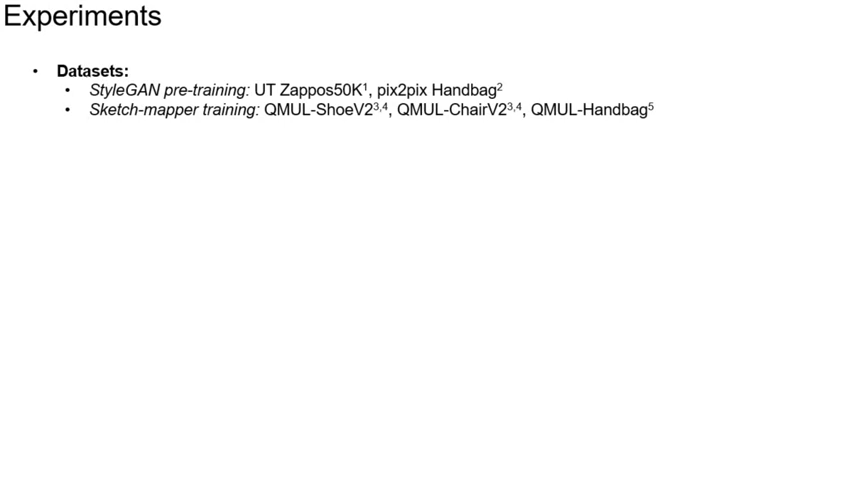 Experiments
• Datasets:
• StyleGAN pre-training: UT Zappos50K¹, pix2pix Handbag²
• Sketch-mapper training: QMUL-ShoeV2³,⁴, QMUL-ChairV2³,⁴, QMUL-Handbag⁵